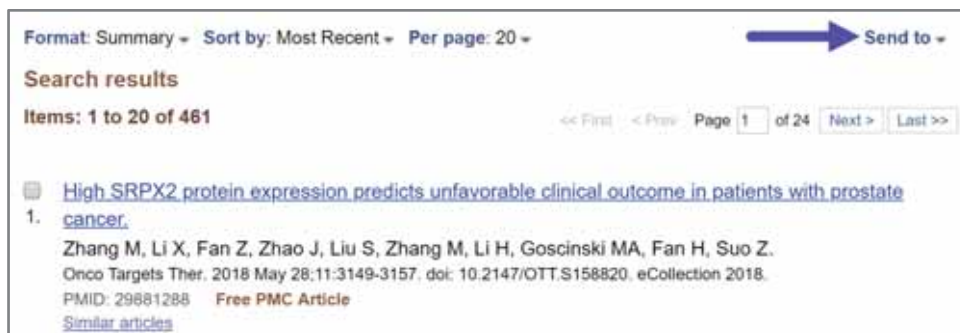 Format: Summary Sort by: Most Recent Per page: 20 Send to
Search results
Items: 1 to 20 of 461
<< First < Prev Page 1 of 24 Next > Last >>
High SRPX2 protein expression predicts unfavorable clinical outcome in patients with prostate
1. cancer.
Zhang M, Li X, Fan Z, Zhao J, Liu S, Zhang M, Li H, Goscinski MA, Fan H, Suo Z.
Onco Targets Ther. 2018 May 28;11:3149-3157. doi: 10.2147/OTT.S158820. eCollection 2018.
PMID: 29881288 Free PMC Article
Similar articles